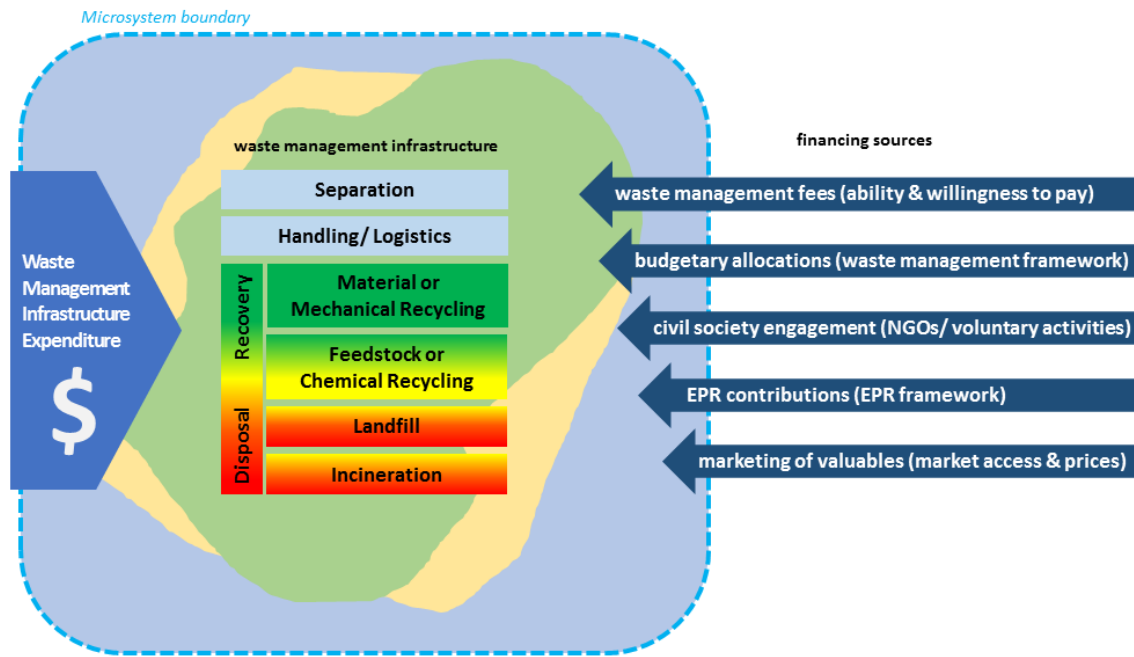 Microsystem boundary
waste management infrastructure
financing sources
Separation
Handling/ Logistics
Recovery
Material or
Mechanical Recycling
Feedstock or
Chemical Recycling
Disposal
Landfill
Incineration
Waste
Management
Infrastructure
Expenditure
$
waste management fees (ability & willingness to pay)
budgetary allocations (waste management framework)
civil society engagement (NGOs/ voluntary activities)
EPR contributions (EPR framework)
marketing of valuables (market access & prices)